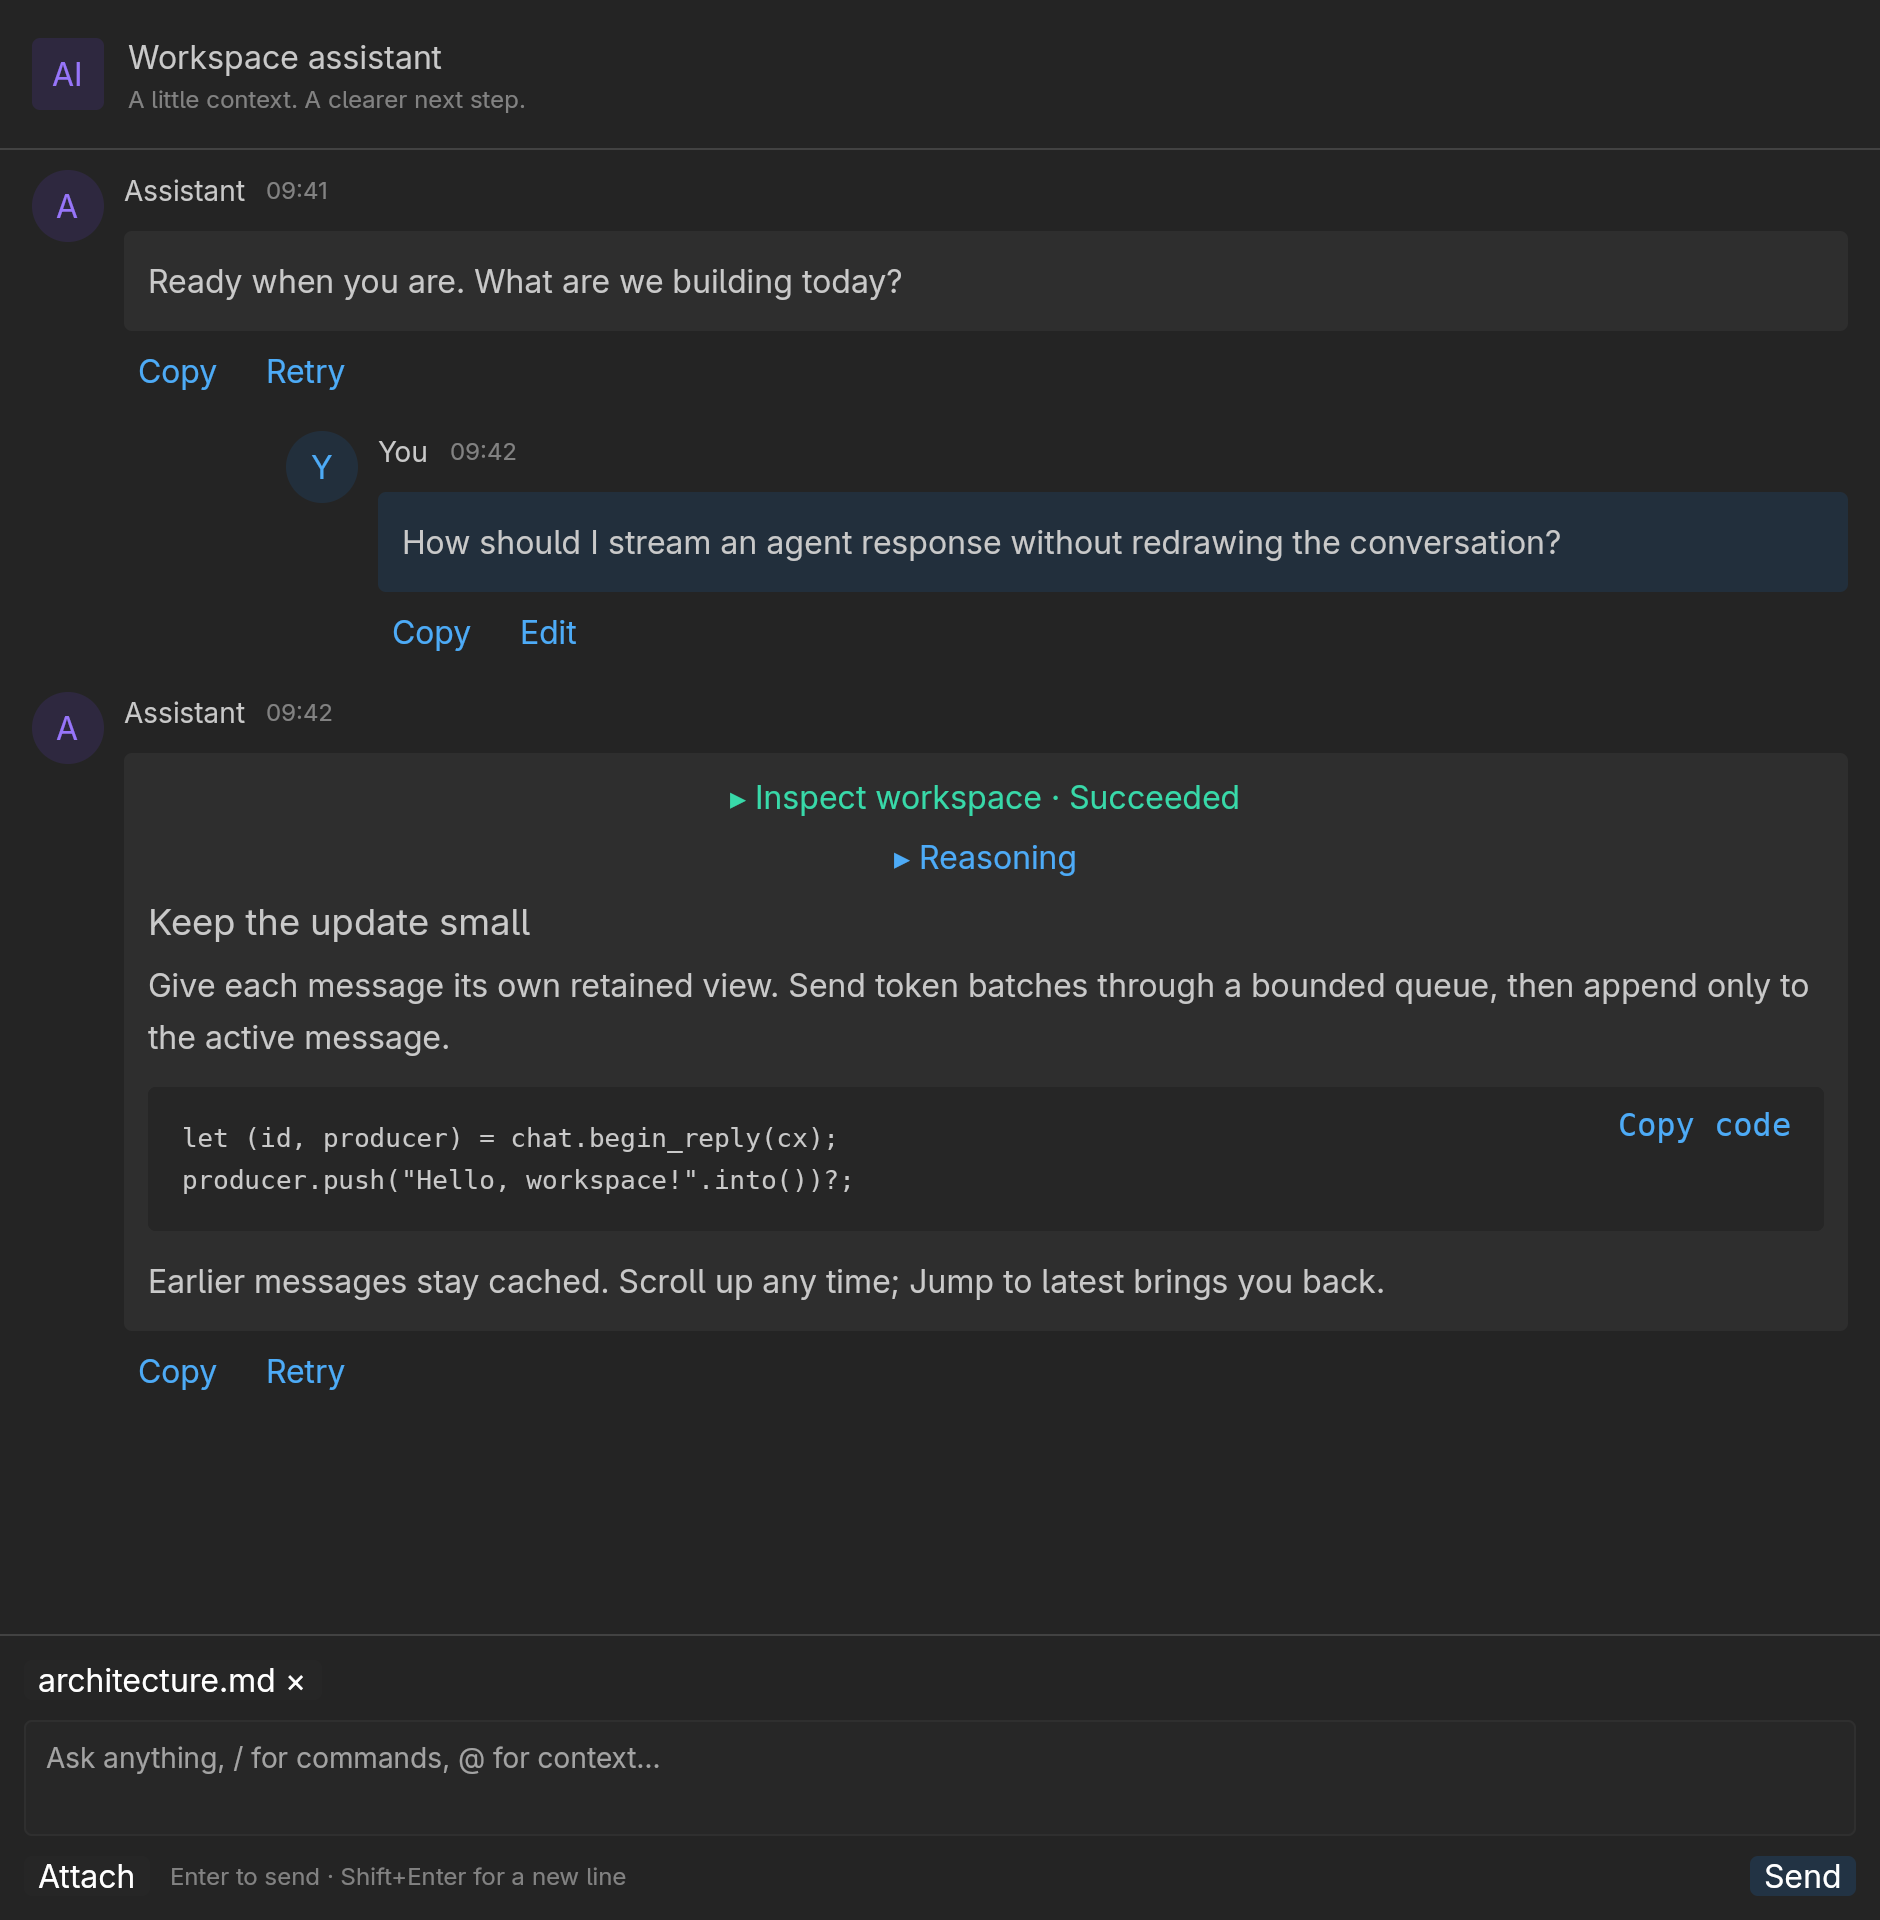 AI
Workspace assistant
A little context. A clearer next step.
A
Assistant 09:41
Ready when you are. What are we building today?
Copy Retry
Y
You 09:42
How should I stream an agent response without redrawing the conversation?
Copy Edit
A
Assistant 09:42
▸ Inspect workspace · Succeeded
▸ Reasoning
Keep the update small
Give each message its own retained view. Send token batches through a bounded queue, then append only to
the active message.
Copy code
let (id, producer) = chat.begin_reply(cx);
producer.push("Hello, workspace!".into())?;
Earlier messages stay cached. Scroll up any time; Jump to latest brings you back.
Copy Retry
architecture.md ×
Ask anything, / for commands, @ for context...
Attach Enter to send · Shift+Enter for a new line Send